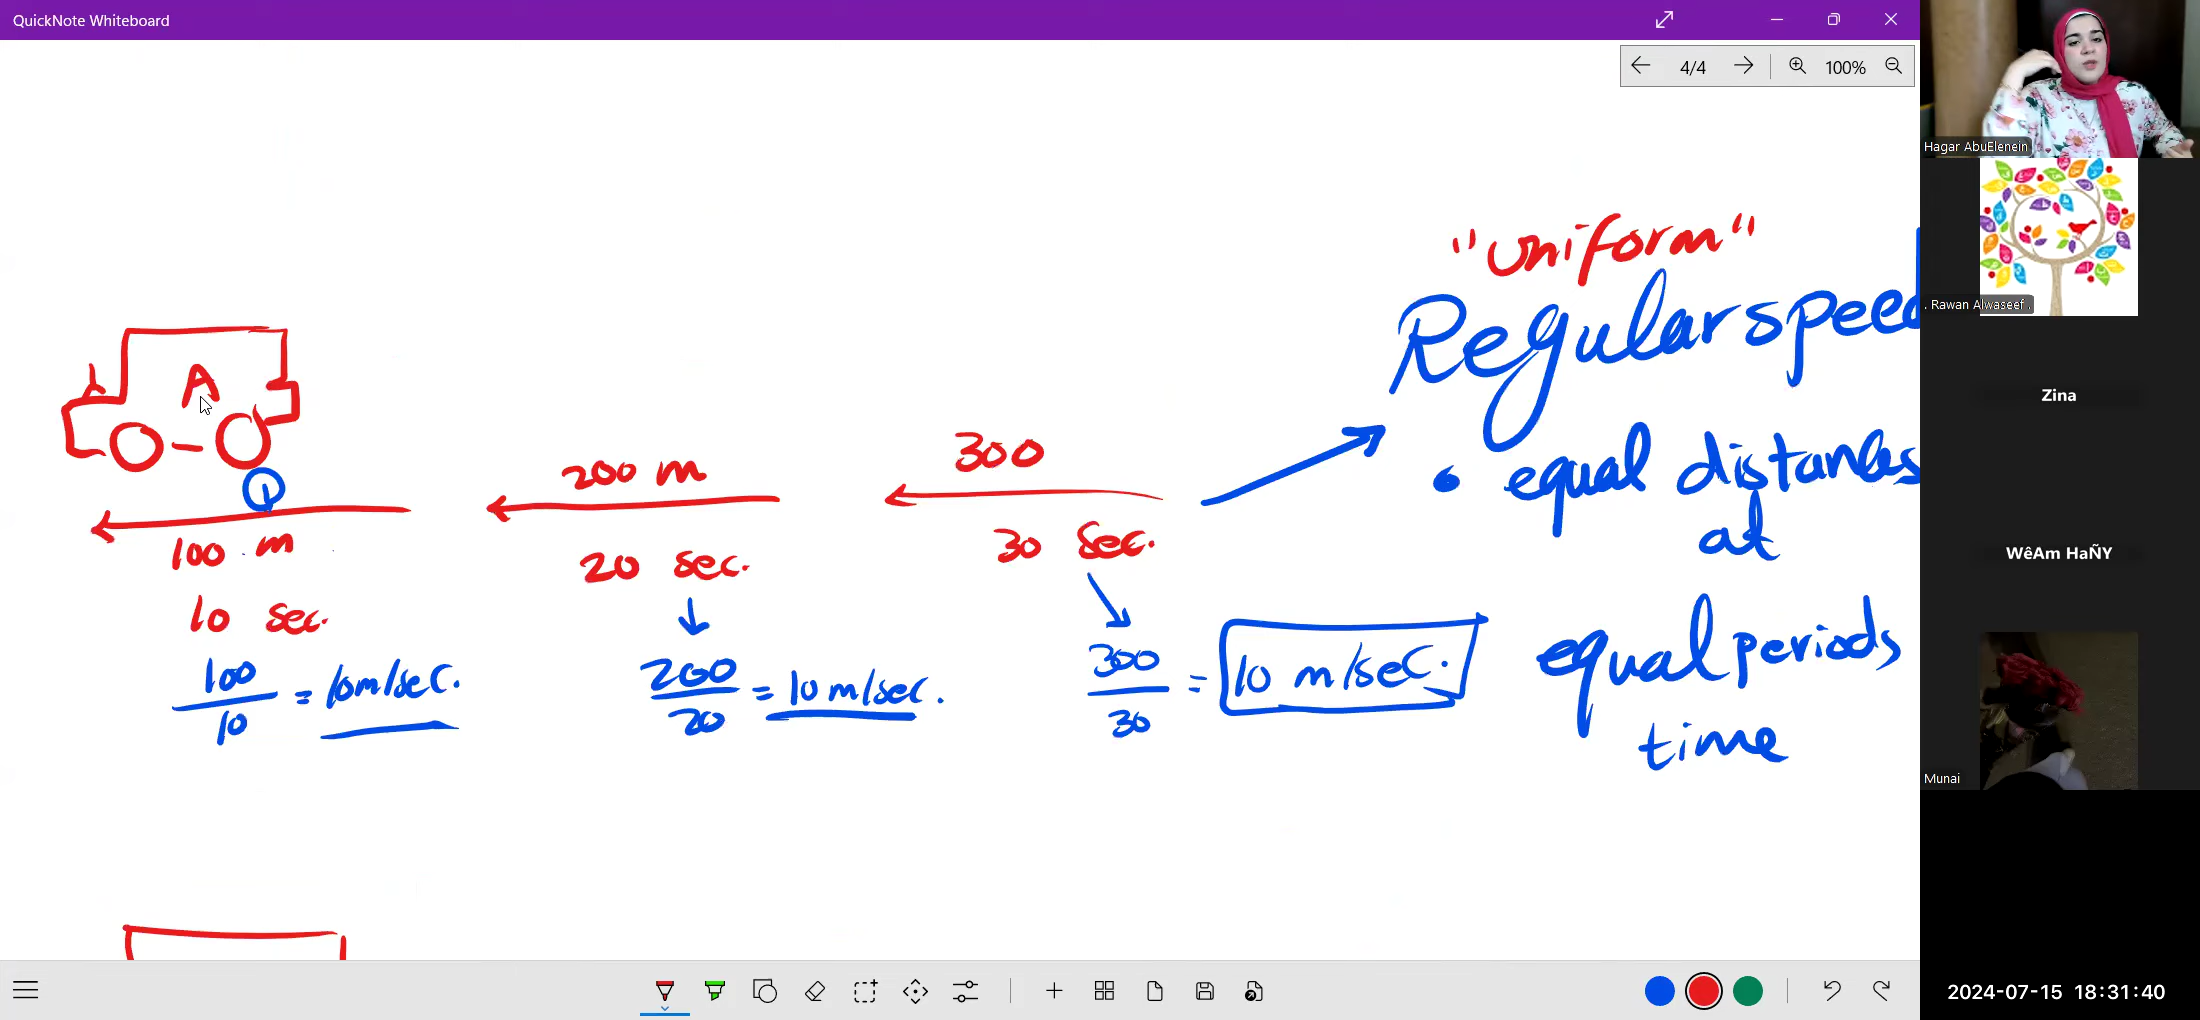 QuickNote Whiteboard
4/4
100%
Hagar AbuElenein
. Rawan Alwaseef .
Zina
WêAm HaÑY
Munai
"uniform"
Regular speed
• equal distances
at
equal periods
time
A
1
100 m
10 sec.
100
10
= 10m/sec.
200 m
20 sec.
200
20
= 10 m/sec.
300
30 sec.
300
30
= 10 m/sec.
2024-07-15 18:31:40